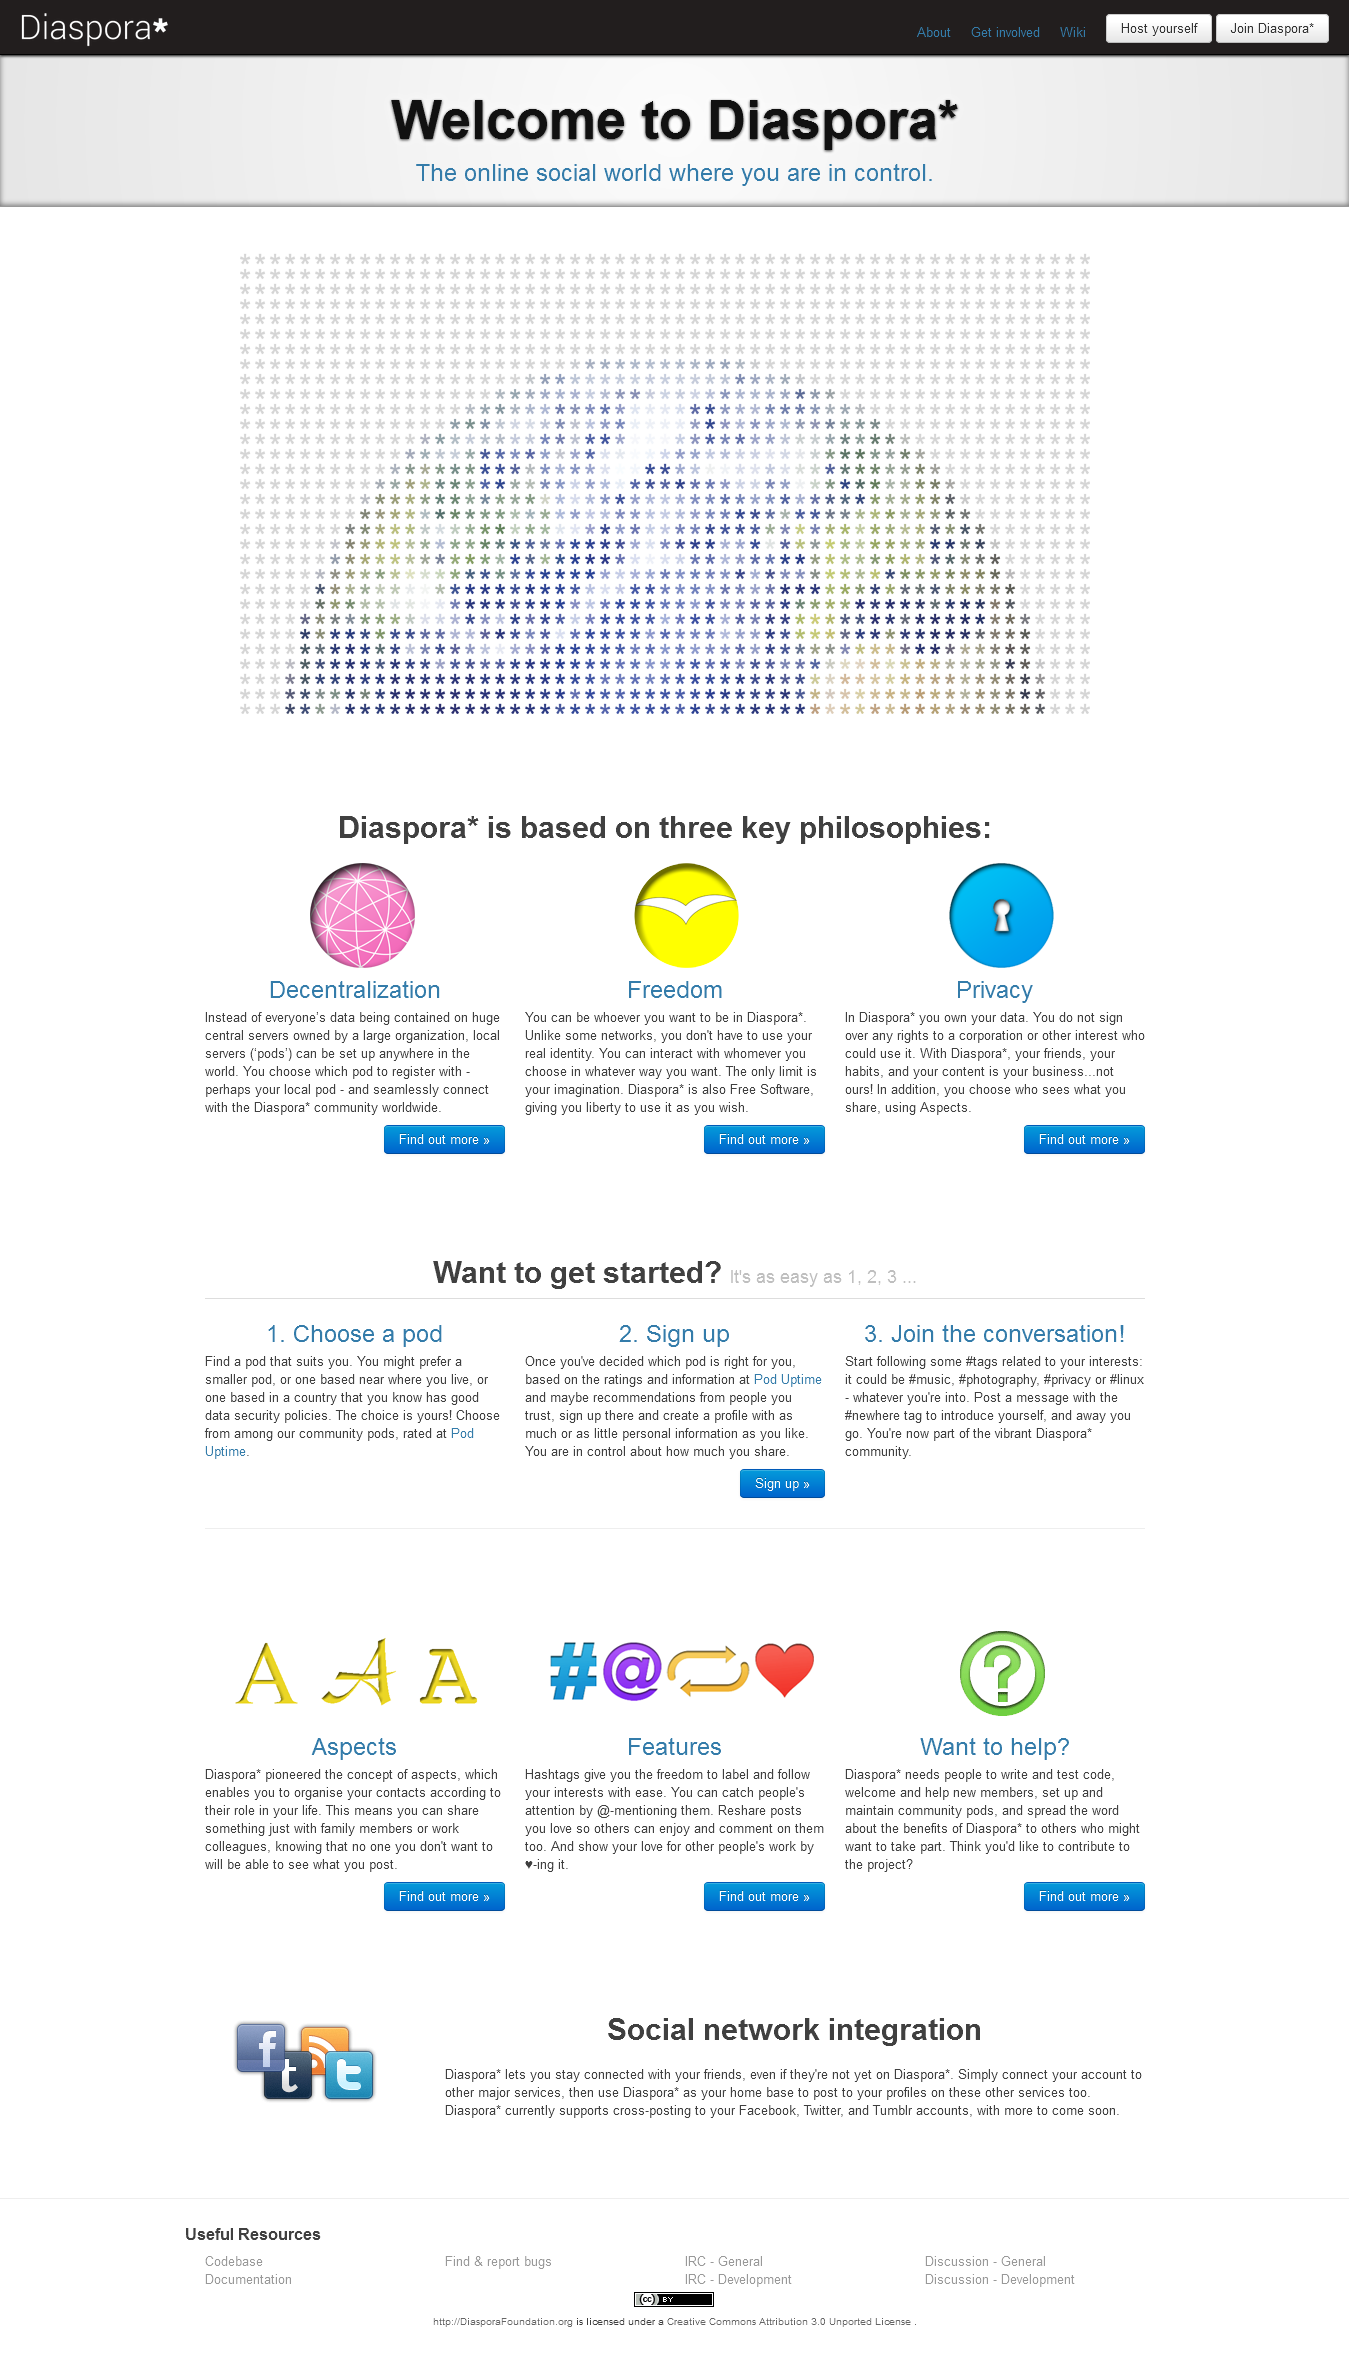 Diaspora*
About Get involved Wiki Host yourself Join Diaspora*
Welcome to Diaspora*
The online social world where you are in control.
Diaspora* is based on three key philosophies:
Decentralization
Instead of everyone’s data being contained on huge
central servers owned by a large organization, local
servers (‘pods’) can be set up anywhere in the
world. You choose which pod to register with -
perhaps your local pod - and seamlessly connect
with the Diaspora* community worldwide.
Find out more »
Freedom
You can be whoever you want to be in Diaspora*.
Unlike some networks, you don't have to use your
real identity. You can interact with whomever you
choose in whatever way you want. The only limit is
your imagination. Diaspora* is also Free Software,
giving you liberty to use it as you wish.
Find out more »
Privacy
In Diaspora* you own your data. You do not sign
over any rights to a corporation or other interest who
could use it. With Diaspora*, your friends, your
habits, and your content is your business...not
ours! In addition, you choose who sees what you
share, using Aspects.
Find out more »
Want to get started? It's as easy as 1, 2, 3 ...
1. Choose a pod
Find a pod that suits you. You might prefer a
smaller pod, or one based near where you live, or
one based in a country that you know has good
data security policies. The choice is yours! Choose
from among our community pods, rated at Pod
Uptime.
2. Sign up
Once you've decided which pod is right for you,
based on the ratings and information at Pod Uptime
and maybe recommendations from people you
trust, sign up there and create a profile with as
much or as little personal information as you like.
You are in control about how much you share.
Sign up »
3. Join the conversation!
Start following some #tags related to your interests:
it could be #music, #photography, #privacy or #linux
- whatever you're into. Post a message with the
#newhere tag to introduce yourself, and away you
go. You're now part of the vibrant Diaspora*
community.
A A A
Aspects
Diaspora* pioneered the concept of aspects, which
enables you to organise your contacts according to
their role in your life. This means you can share
something just with family members or work
colleagues, knowing that no one you don't want to
will be able to see what you post.
Find out more »
#@
Features
Hashtags give you the freedom to label and follow
your interests with ease. You can catch people's
attention by @-mentioning them. Reshare posts
you love so others can enjoy and comment on them
too. And show your love for other people's work by
♥-ing it.
Find out more »
?
Want to help?
Diaspora* needs people to write and test code,
welcome and help new members, set up and
maintain community pods, and spread the word
about the benefits of Diaspora* to others who might
want to take part. Think you'd like to contribute to
the project?
Find out more »
f t t
Social network integration
Diaspora* lets you stay connected with your friends, even if they're not yet on Diaspora*. Simply connect your account to
other major services, then use Diaspora* as your home base to post to your profiles on these other services too.
Diaspora* currently supports cross-posting to your Facebook, Twitter, and Tumblr accounts, with more to come soon.
Useful Resources
Codebase
Documentation
Find & report bugs
IRC - General
IRC - Development
Discussion - General
Discussion - Development
(cc) BY
http://DiasporaFoundation.org is licensed under a Creative Commons Attribution 3.0 Unported License .